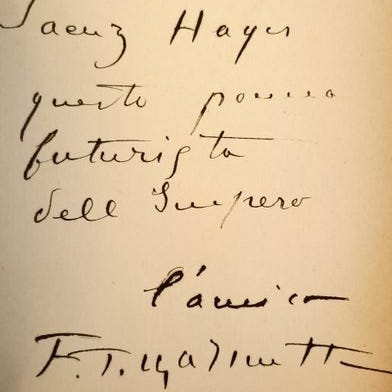 Saenz Hayes
questo poema
futurista
dell Impero
l'amico
F. T. Marinetti